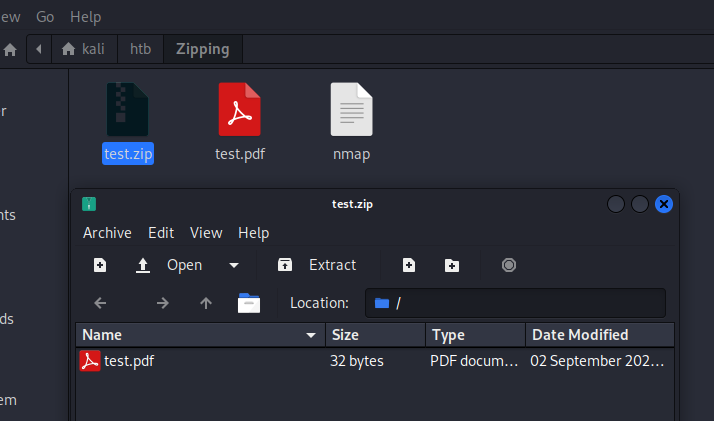 ew Go Help
kali htb Zipping
r
test.zip test.pdf nmap
nts
ds
em
test.zip
Archive Edit View Help
Open Extract
Location: /
Name Size Type Date Modified
test.pdf 32 bytes PDF docum... 02 September 202...